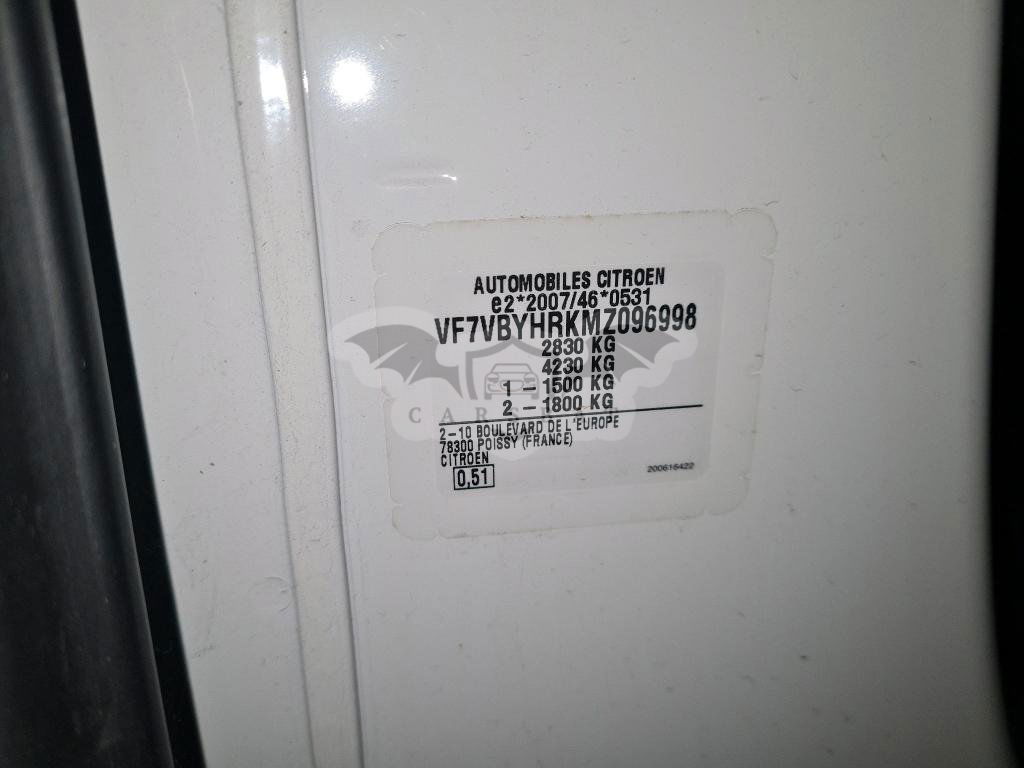 AUTOMOBILES CITROEN
e2*2007/46*0531
VF7VBYHRKMZ096998
2830 KG
4230 KG
1 - 1500 KG
2 - 1800 KG
2-10 BOULEVARD DE L'EUROPE
78300 POISSY (FRANCE)
CITROEN
0,51
200616422